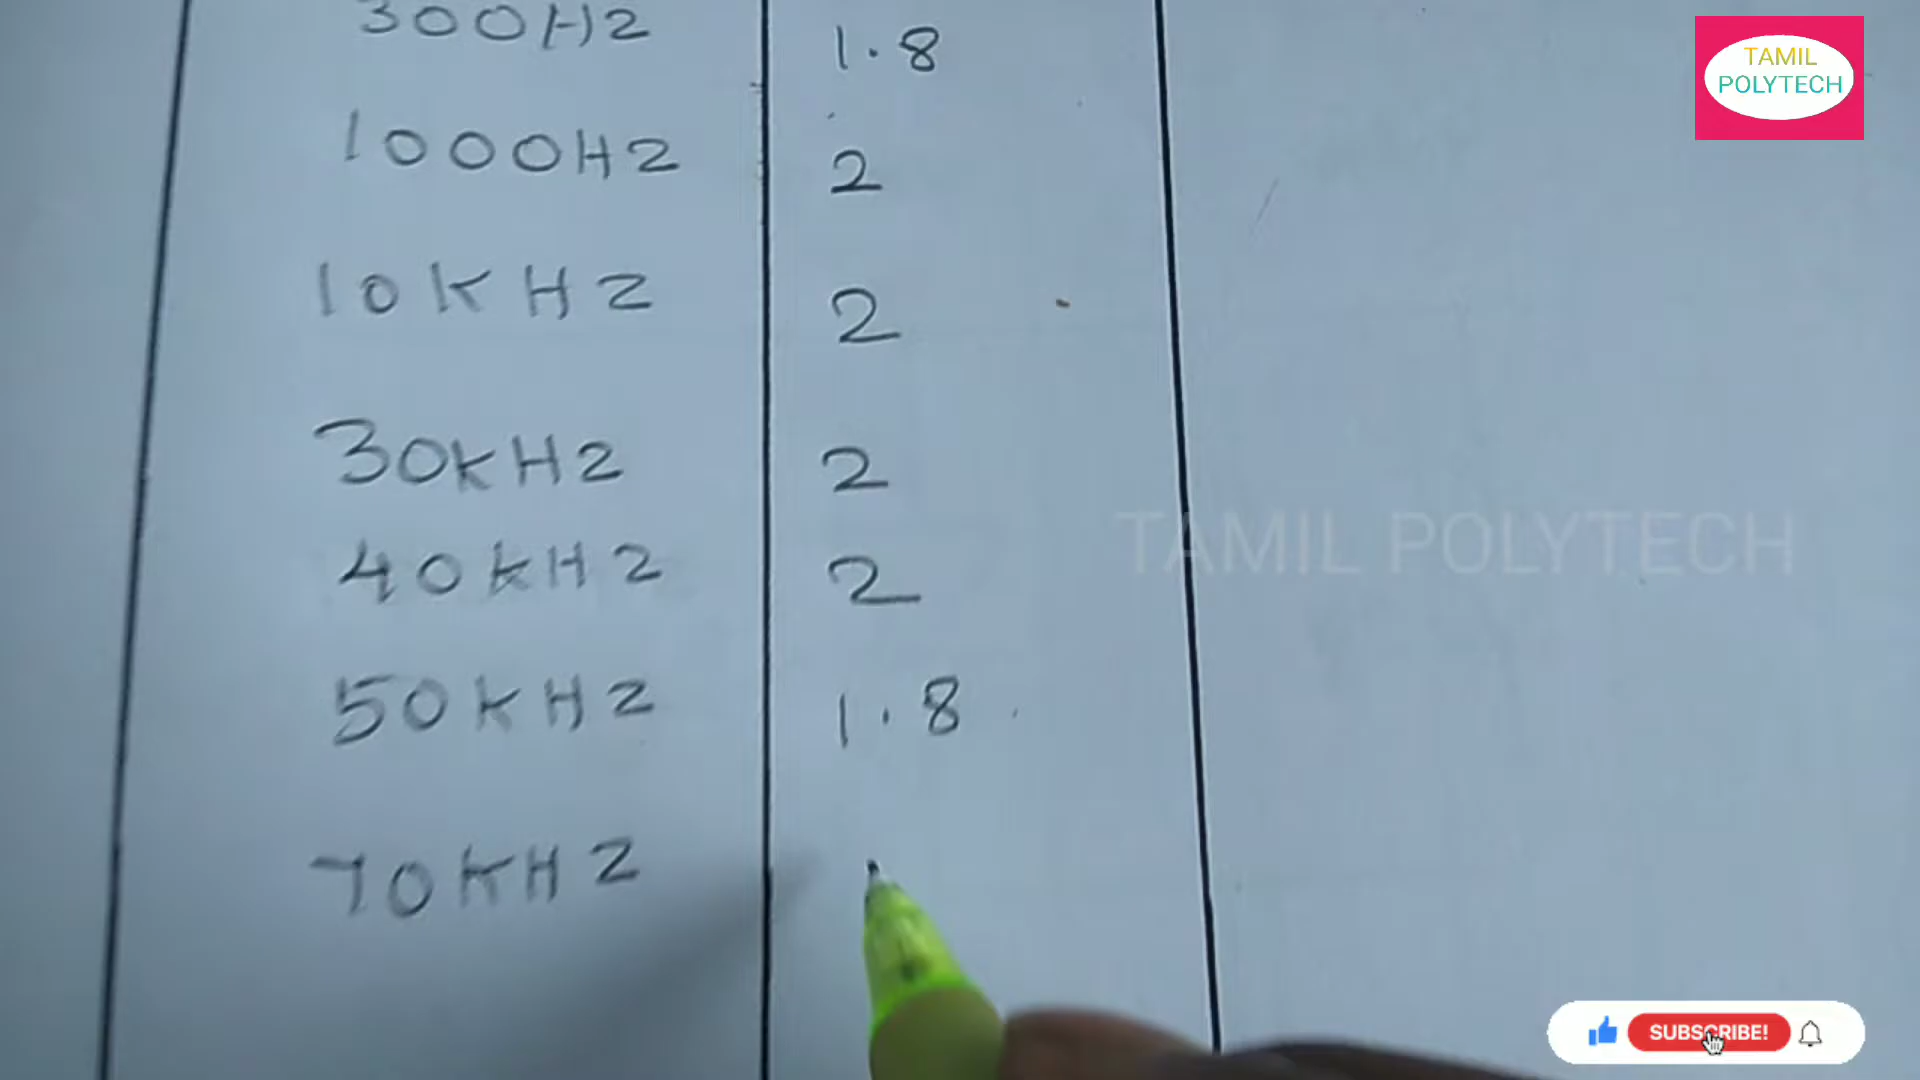 300HZ 1.8
TAMIL
POLYTECH
1000HZ 2
10KHZ 2
30KHZ 2
TAMIL POLYTECH
40KHZ 2
50KHZ 1.8
70KHZ
SUBSCRIBE!